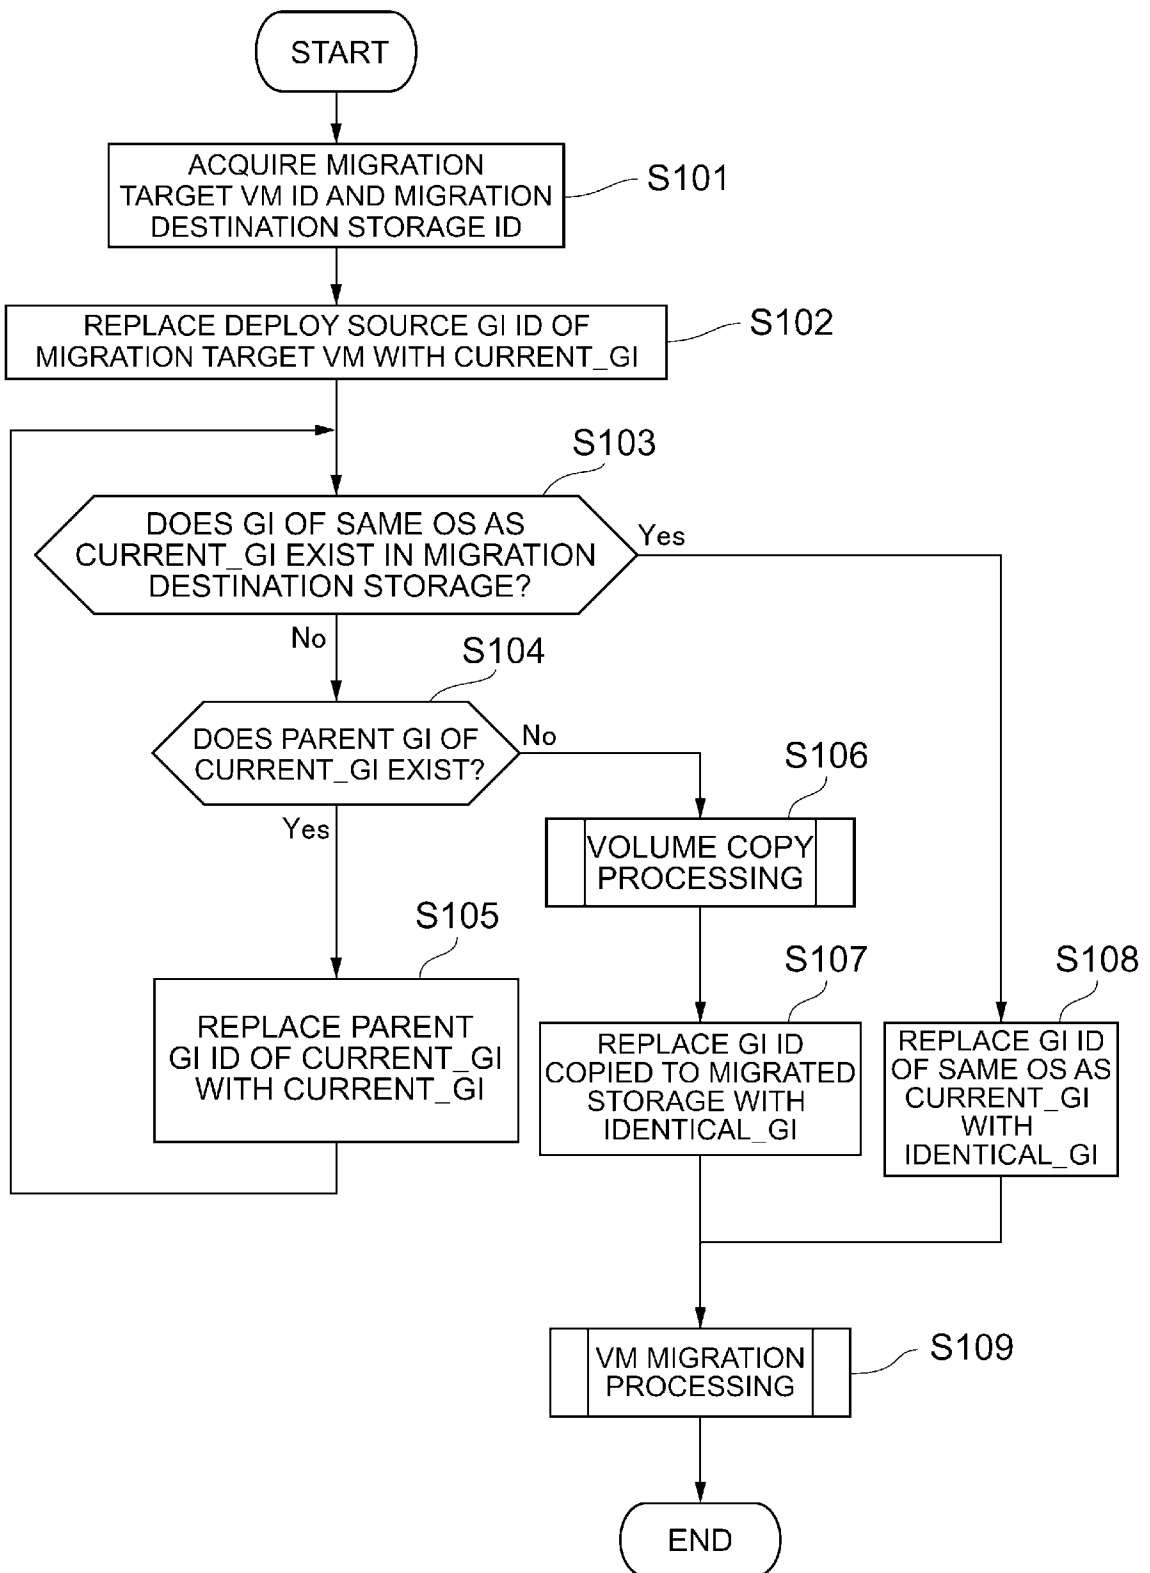 START
ACQUIRE MIGRATION
TARGET VM ID AND MIGRATION
DESTINATION STORAGE ID
S101
REPLACE DEPLOY SOURCE GI ID OF
MIGRATION TARGET VM WITH CURRENT_GI
S102
S103
DOES GI OF SAME OS AS
CURRENT_GI EXIST IN MIGRATION
DESTINATION STORAGE?
Yes
No
S104
DOES PARENT GI OF
CURRENT_GI EXIST?
No
Yes
S106
VOLUME COPY
PROCESSING
S105
REPLACE PARENT
GI ID OF CURRENT_GI
WITH CURRENT_GI
S107
REPLACE GI ID
COPIED TO MIGRATED
STORAGE WITH
IDENTICAL_GI
S108
REPLACE GI ID
OF SAME OS AS
CURRENT_GI
WITH
IDENTICAL_GI
VM MIGRATION
PROCESSING
S109
END